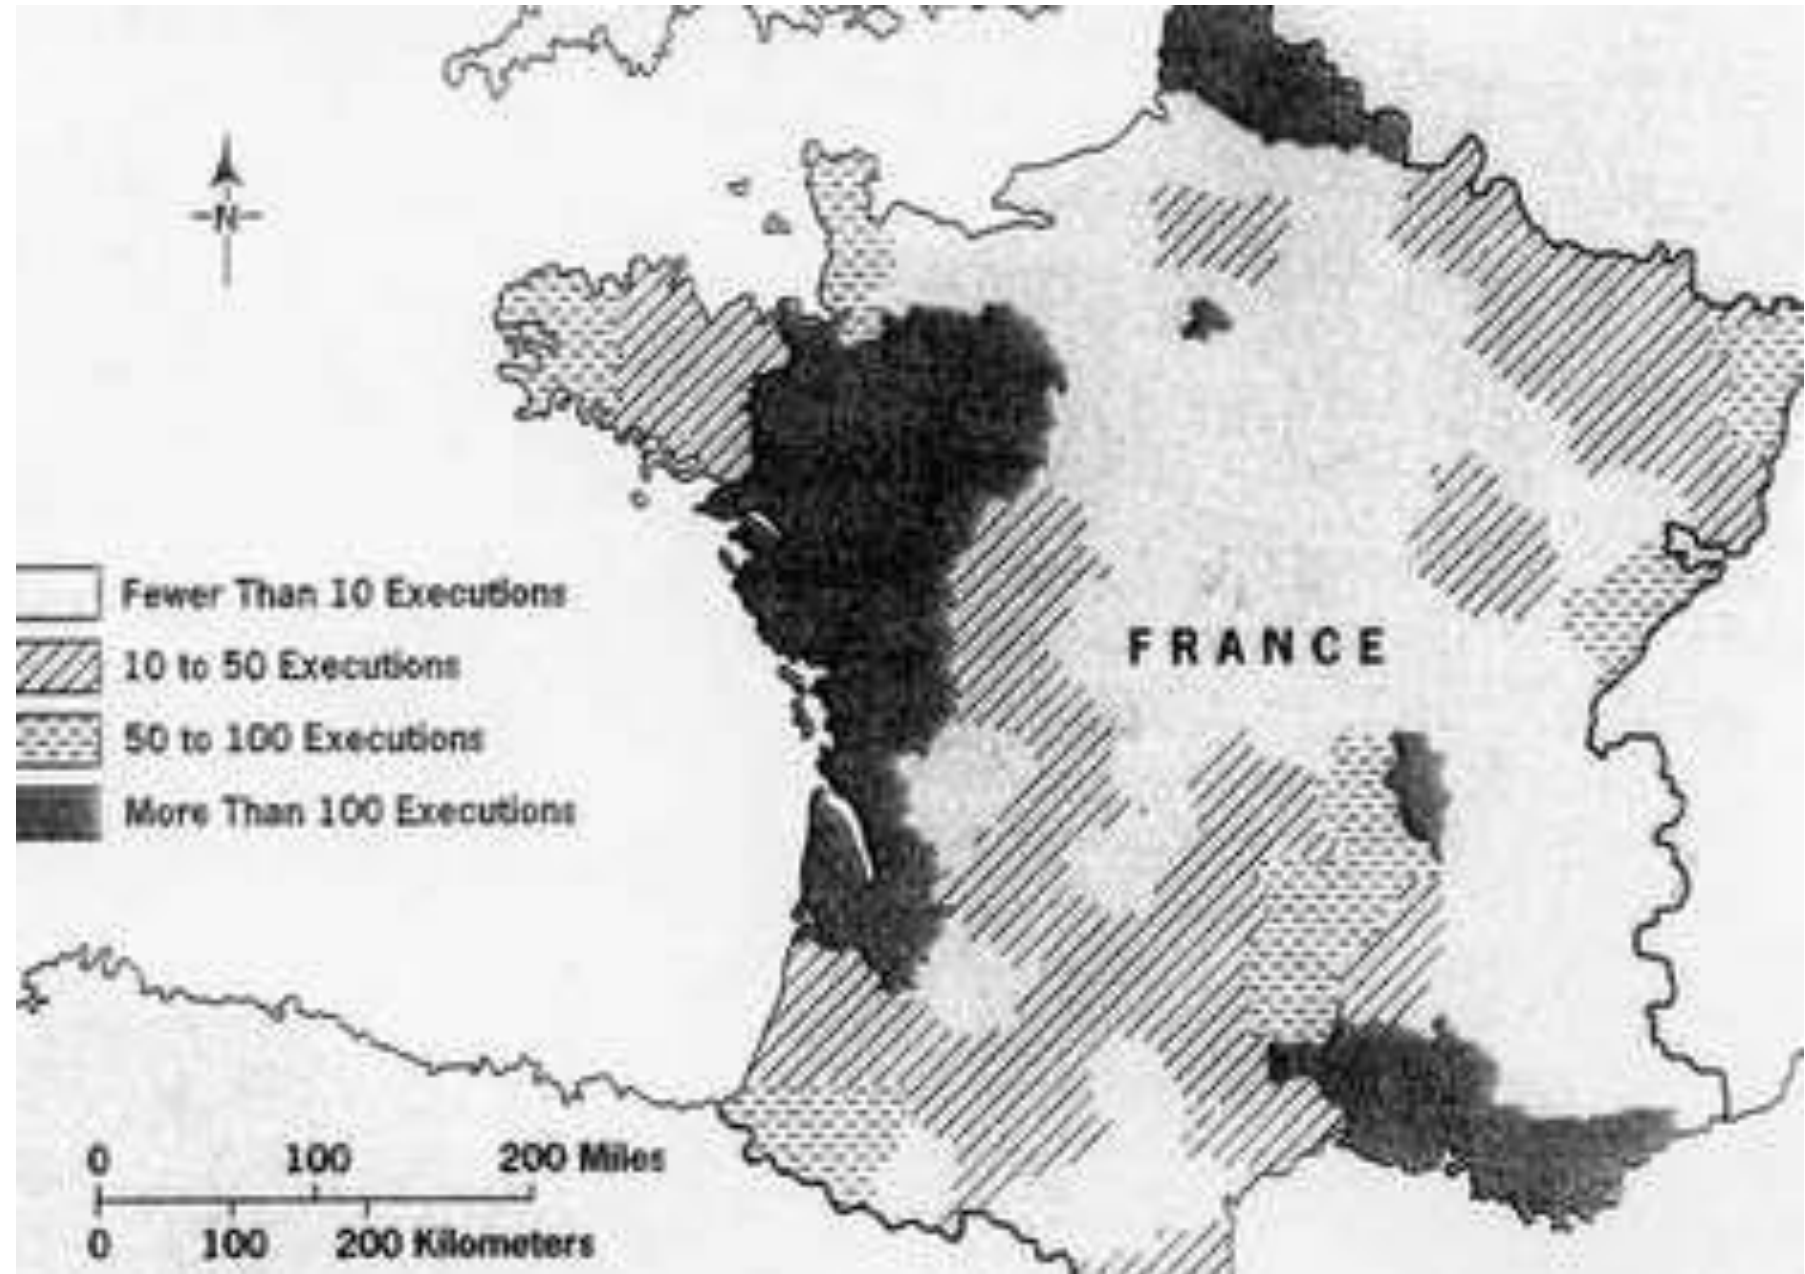 N
Fewer Than 10 Executions
10 to 50 Executions
50 to 100 Executions
More Than 100 Executions
FRANCE
0 100 200 Miles
0 100 200 Kilometers